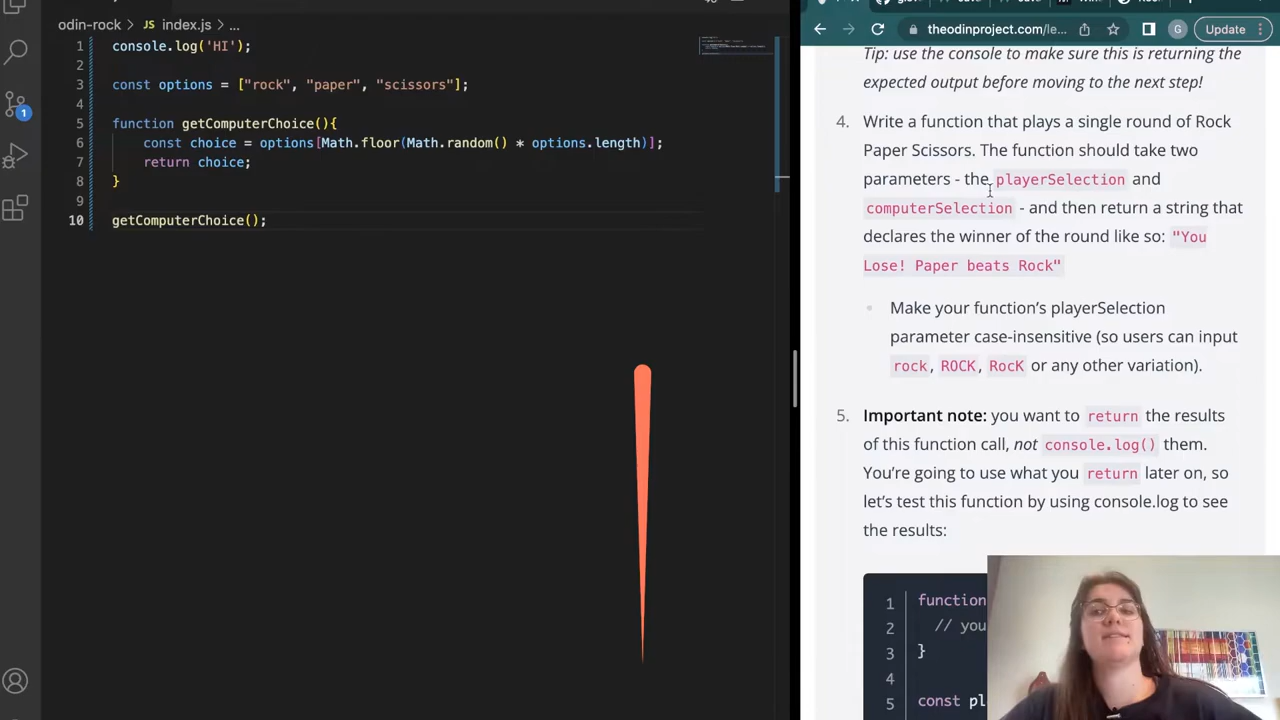 odin-rock > JS index.js > ...
console.log('HI');
3 const options = ["rock", "paper", "scissors"];
4
5 function getComputerChoice(){
6 const choice = options[Math.floor(Math.random() * options.length)];
7 return choice;
8 }
9
10 getComputerChoice();
1
theodinproject.com/le...
G
Update
Tip: use the console to make sure this is returning the
expected output before moving to the next step!
4. Write a function that plays a single round of Rock
Paper Scissors. The function should take two
parameters - the playerSelection and
computerSelection - and then return a string that
declares the winner of the round like so: "You
Lose! Paper beats Rock"
Make your function’s playerSelection
parameter case-insensitive (so users can input
rock, ROCK, RocK or any other variation).
5. Important note: you want to return the results
of this function call, not console.log() them.
You’re going to use what you return later on, so
let’s test this function by using console.log to see
the results:
1 function
2 // you
3 }
4
5 const pl